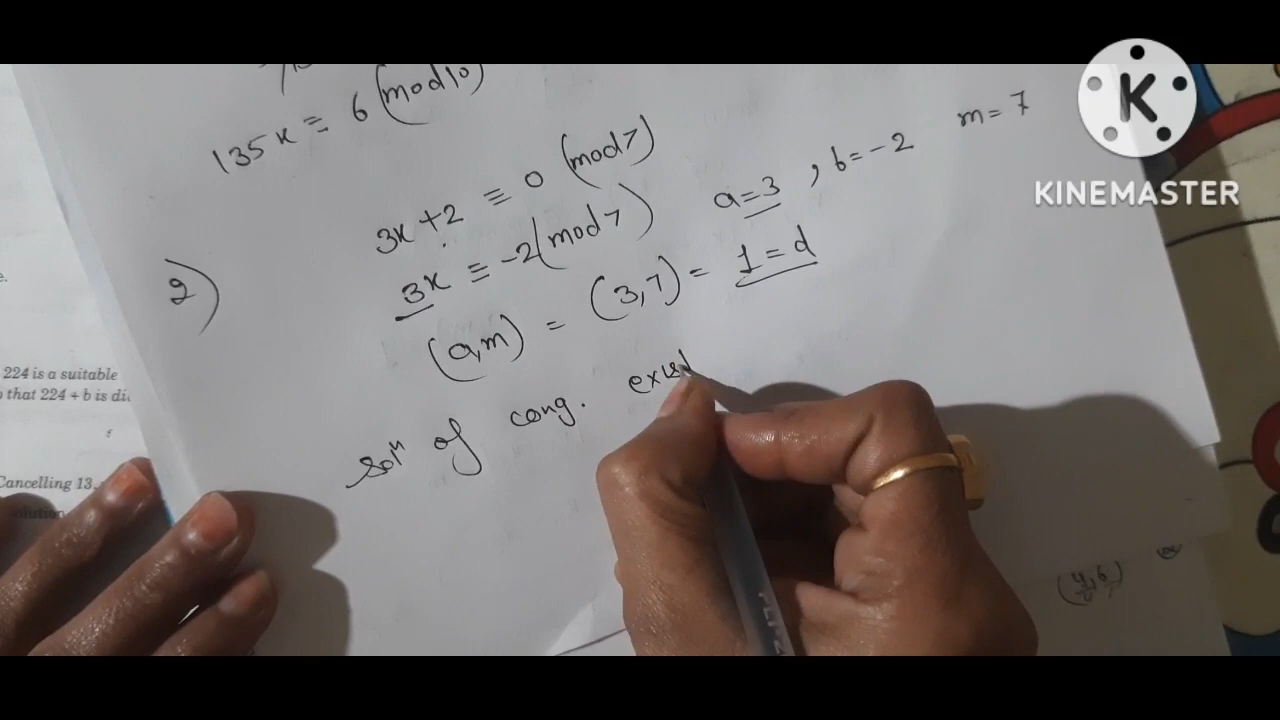 135x ≡ 6 (mod 10)
2)
3x + 2 ≡ 0 (mod 7)
3x ≡ -2 (mod 7) a = 3 , b = -2 m = 7
(a,m) = (3,7) = 1 = d
solⁿ of cong. exist
224 is a suitable
that 224 + b is di
Cancelling 13,
KINEMASTER